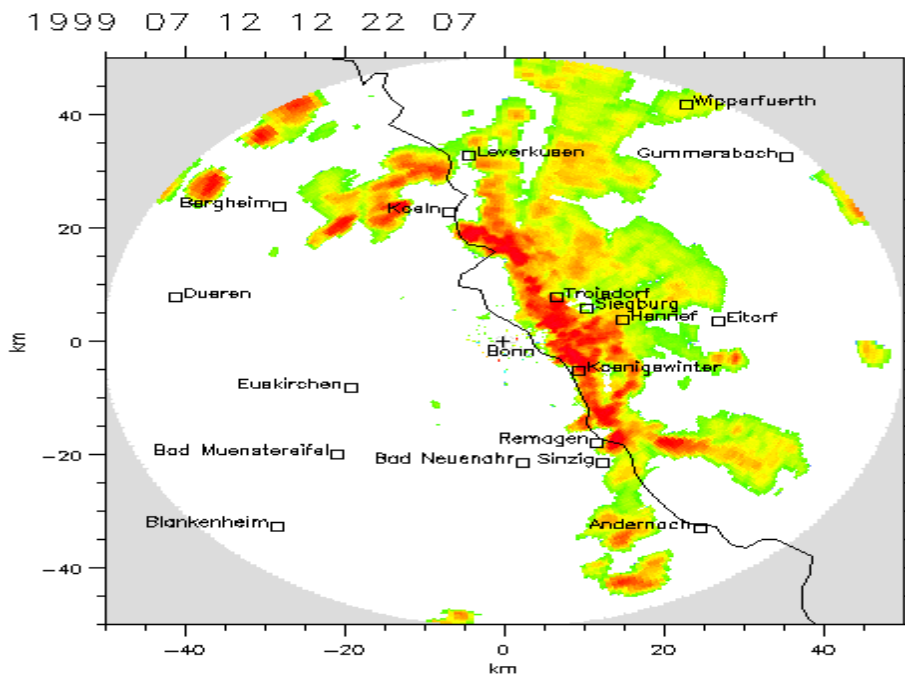 1999 07 12 12 22 07
Wipperfuerth
Leverkusen
Gummersbach
Bergheim
Koeln
Dueren
Troisdorf
Siegburg
Hennef
Eitorf
Bonn
Koenigswinter
Euskirchen
Remagen
Bad Muenstereifel
Bad Neuenahr
Sinzig
Blankenheim
Andernach
40
20
0
-20
-40
km
-40
-20
0
20
40
km